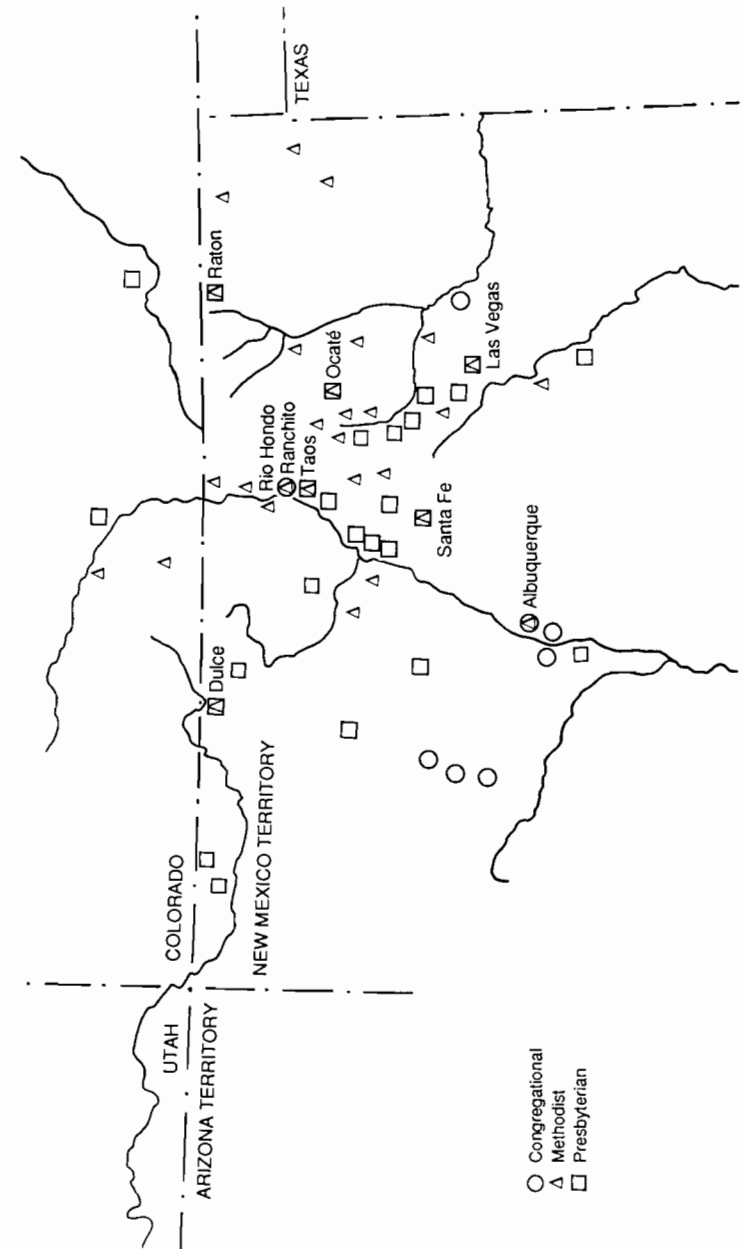 TEXAS
Raton
Ocaté
Las Vegas
Rio Hondo
Ranchito
Taos
Santa Fe
Albuquerque
Dulce
COLORADO
NEW MEXICO TERRITORY
UTAH
ARIZONA TERRITORY
Congregational
Methodist
Presbyterian